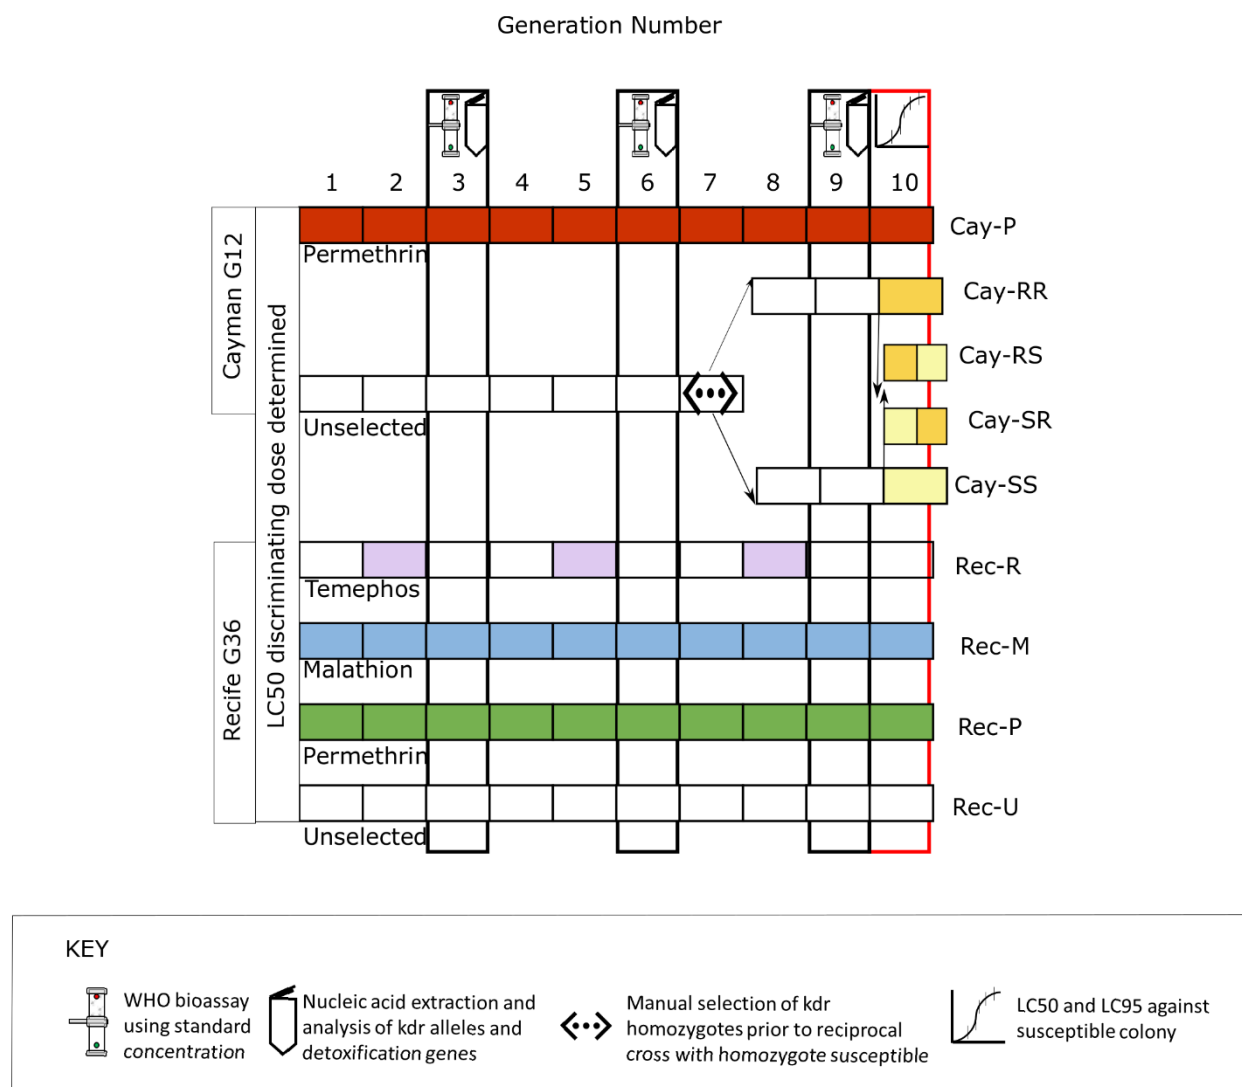 Generation Number
1 2 3 4 5 6 7 8 9 10
Cayman G12
LC50 discriminating dose determined
Recife G36
Cay-P
Permethrin
Cay-RR
Cay-RS
Unselected
Cay-SR
Cay-SS
Rec-R
Temephos
Rec-M
Malathion
Rec-P
Permethrin
Rec-U
Unselected
KEY
WHO bioassay
using standard
concentration
Nucleic acid extraction and
analysis of kdr alleles and
detoxification genes
Manual selection of kdr
homozygotes prior to reciprocal
cross with homozygote susceptible
LC50 and LC95 against
susceptible colony